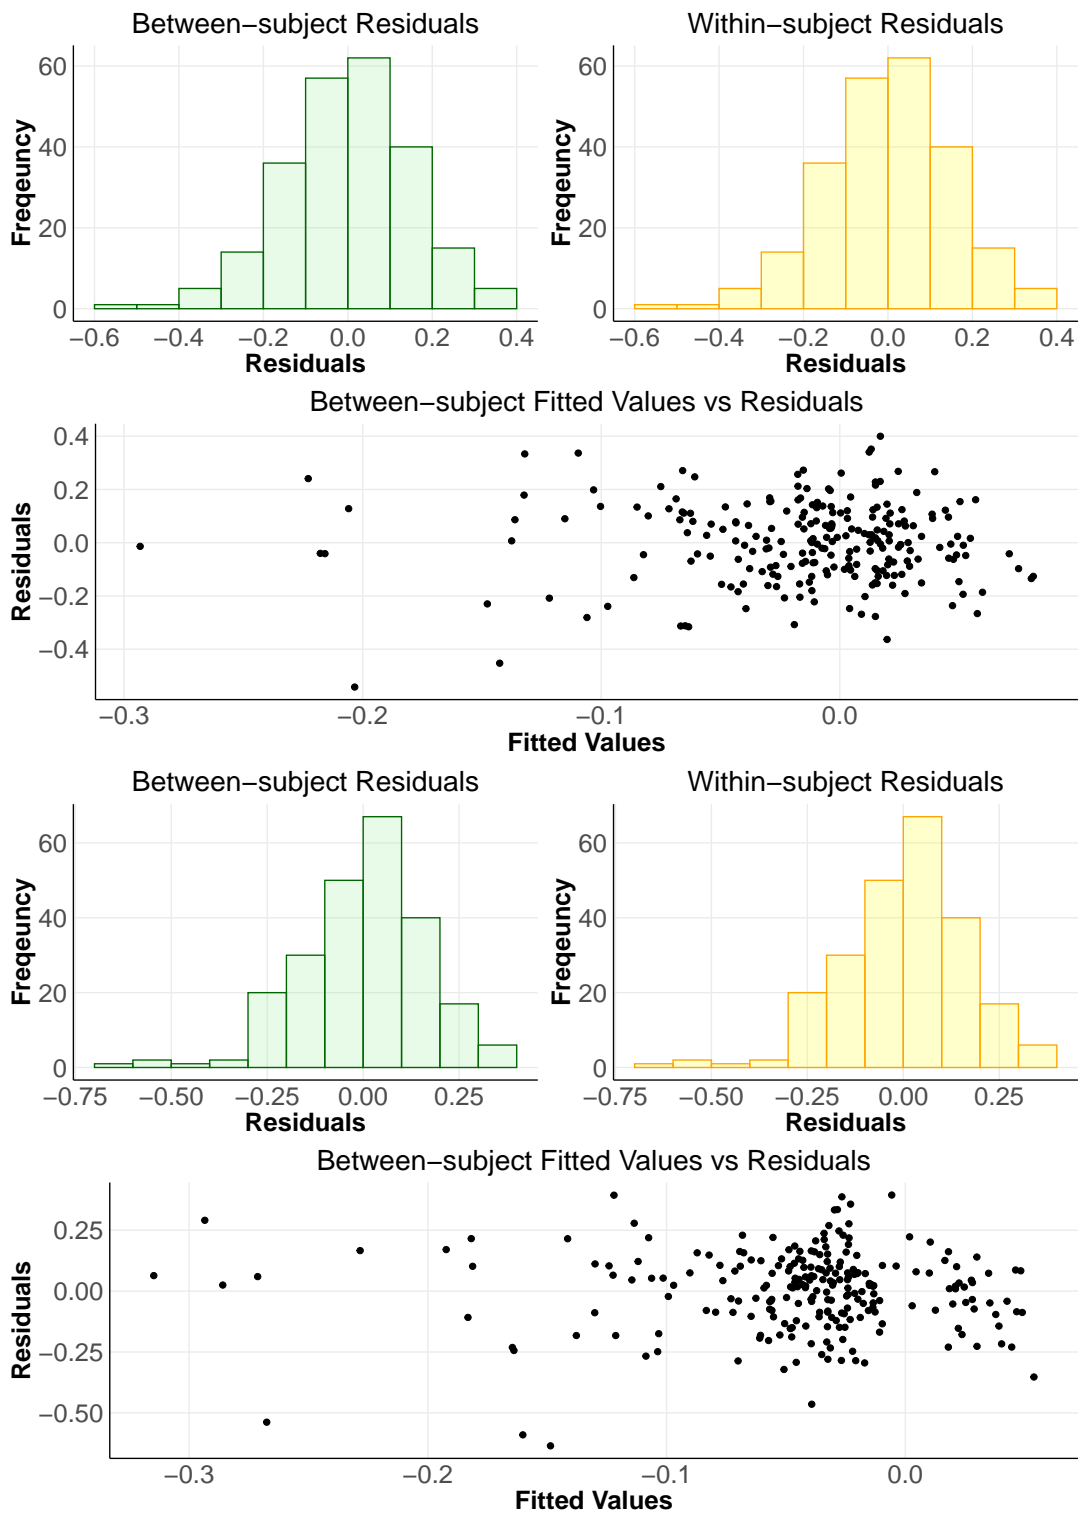 Between−subject Residuals
Within−subject Residuals
Freqeuncy
60
40
20
0
−0.6 −0.4 −0.2 0.0 0.2 0.4
Residuals
Freqeuncy
60
40
20
0
−0.6 −0.4 −0.2 0.0 0.2 0.4
Residuals
Between−subject Fitted Values vs Residuals
Residuals
0.4
0.2
0.0
−0.2
−0.4
−0.3 −0.2 −0.1 0.0
Fitted Values
Between−subject Residuals
Within−subject Residuals
Freqeuncy
60
40
20
0
−0.75 −0.50 −0.25 0.00 0.25
Residuals
Freqeuncy
60
40
20
0
−0.75 −0.50 −0.25 0.00 0.25
Residuals
Between−subject Fitted Values vs Residuals
Residuals
0.25
0.00
−0.25
−0.50
−0.3 −0.2 −0.1 0.0
Fitted Values